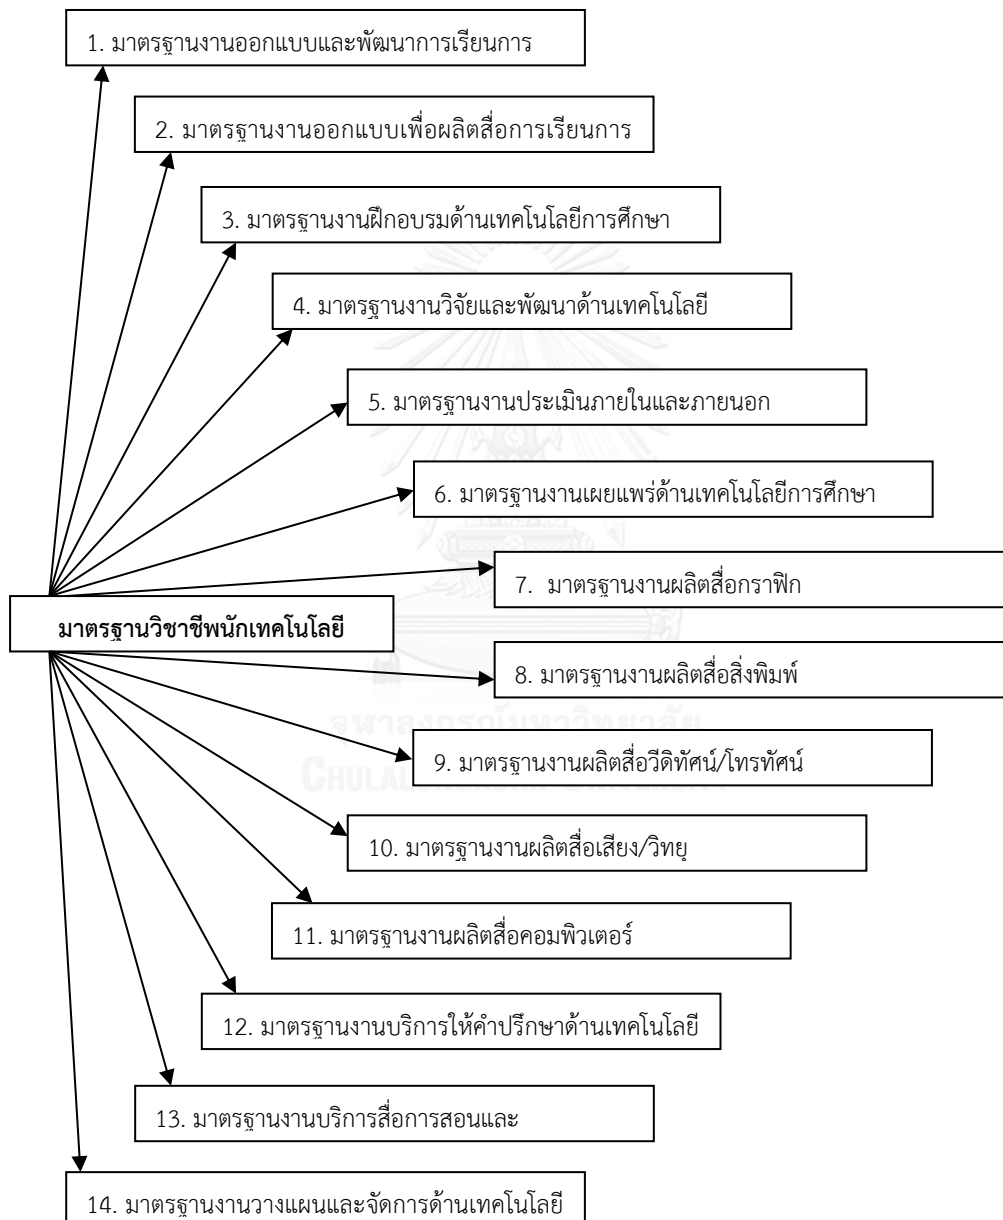 1. มาตรฐานงานออกแบบและพัฒนาการเรียนการ
2. มาตรฐานงานออกแบบเพื่อผลิตสื่อการเรียนการ
3. มาตรฐานงานฝึกอบรมด้านเทคโนโลยีการศึกษา
4. มาตรฐานงานวิจัยและพัฒนาด้านเทคโนโลยี
5. มาตรฐานงานประเมินภายในและภายนอก
6. มาตรฐานงานเผยแพร่ด้านเทคโนโลยีการศึกษา
7. มาตรฐานงานผลิตสื่อกราฟิก
มาตรฐานวิชาชีพนักเทคโนโลยี
8. มาตรฐานงานผลิตสื่อสิ่งพิมพ์
จุฬาลงกรณ์มหาวิทยาลัย
9. มาตรฐานงานผลิตสื่อวีดิทัศน์/โทรทัศน์
CHULALONGKORN UNIVERSITY
10. มาตรฐานงานผลิตสื่อเสียง/วิทยุ
11. มาตรฐานงานผลิตสื่อคอมพิวเตอร์
12. มาตรฐานงานบริการให้คำปรึกษาด้านเทคโนโลยี
13. มาตรฐานงานบริการสื่อการสอนและ
14. มาตรฐานงานวางแผนและจัดการด้านเทคโนโลยี